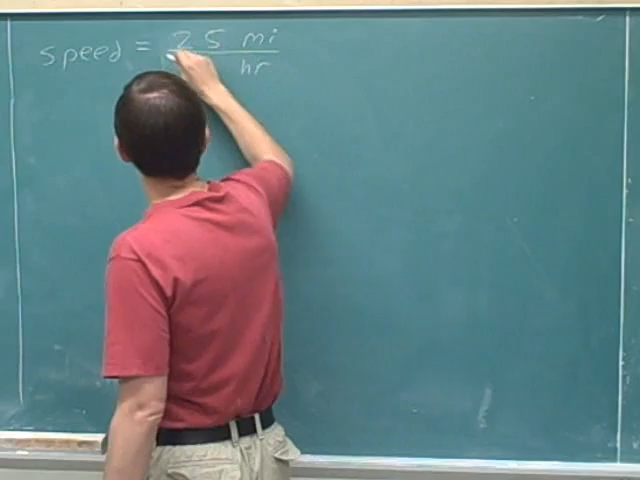 speed = 25 mi
hr